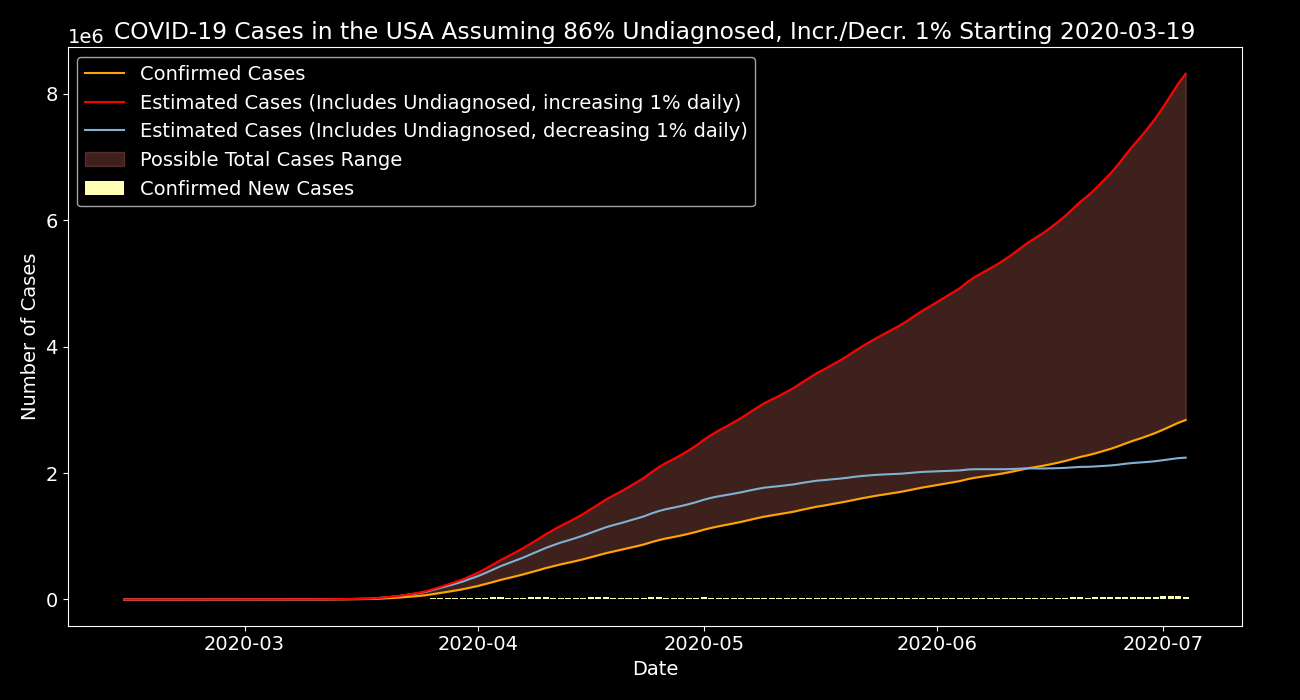 COVID-19 Cases in the USA Assuming 86% Undiagnosed, Incr./Decr. 1% Starting 2020-03-19
1e6
Confirmed Cases
Estimated Cases (Includes Undiagnosed, increasing 1% daily)
Estimated Cases (Includes Undiagnosed, decreasing 1% daily)
Possible Total Cases Range
Confirmed New Cases
Number of Cases
8
6
4
2
0
2020-03
2020-04
2020-05
2020-06
2020-07
Date